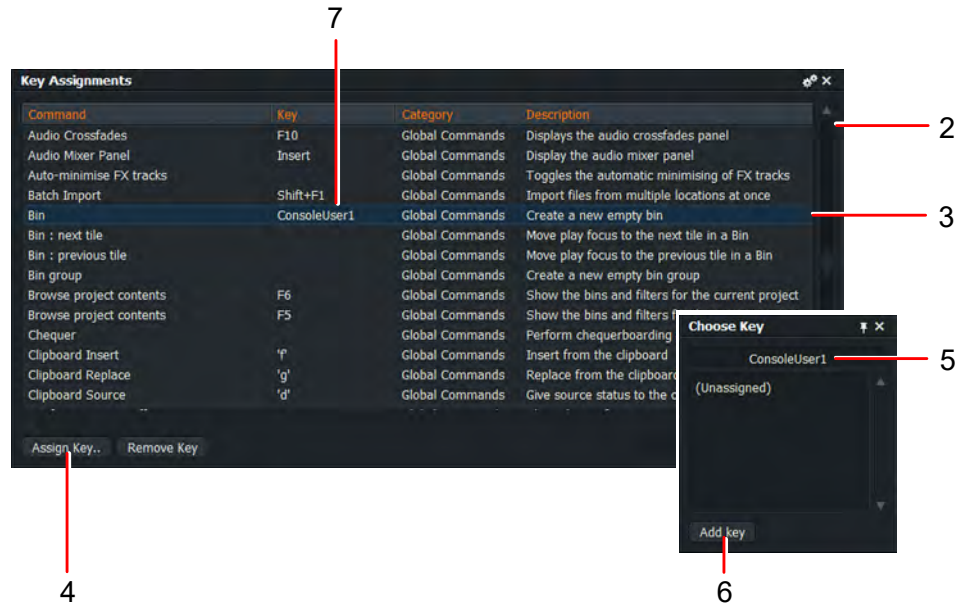 7
Key Assignments
Command Key Category Description
Audio Crossfades F10 Global Commands Displays the audio crossfades panel
2
Audio Mixer Panel Insert Global Commands Display the audio mixer panel
Auto-minimise FX tracks Global Commands Toggles the automatic minimising of FX tracks
Batch Import Shift+F1 Global Commands Import files from multiple locations at once
Bin ConsoleUser1 Global Commands Create a new empty bin
3
Bin : next tile Global Commands Move play focus to the next tile in a Bin
Bin : previous tile Global Commands Move play focus to the previous tile in a Bin
Bin group Global Commands Create a new empty bin group
Browse project contents F6 Global Commands Show the bins and filters for the current project
Browse project contents F5 Global Commands Show the bins and filters
Chequer Global Commands Perform chequerboarding
Clipboard Insert 'f' Global Commands Insert from the clipboard
Clipboard Replace 'g' Global Commands Replace from the clipboard
Clipboard Source 'd' Global Commands Give source status to the
Assign Key.. Remove Key
Choose Key
ConsoleUser1
5
(Unassigned)
Add key
4
6